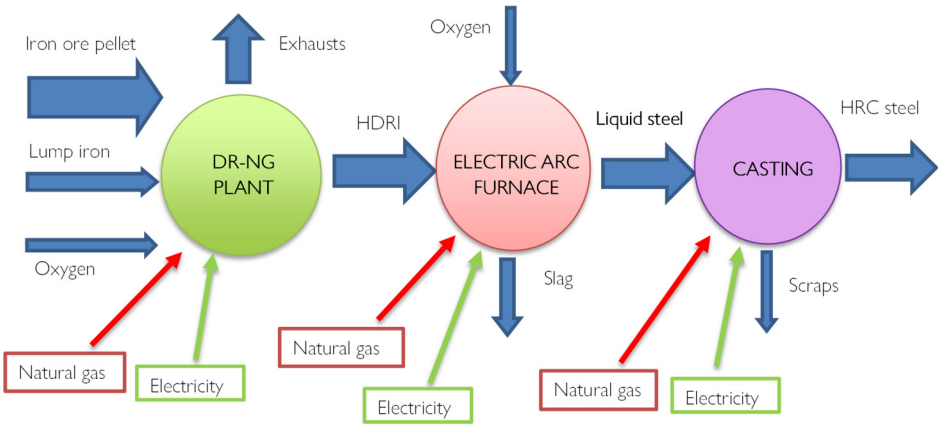 Iron ore pellet
Exhausts
Oxygen
Lump iron
DR-NG
PLANT
HDRI
ELECTRIC ARC
FURNACE
Liquid steel
CASTING
HRC steel
Oxygen
Slag
Scraps
Natural gas
Electricity
Natural gas
Electricity
Natural gas
Electricity